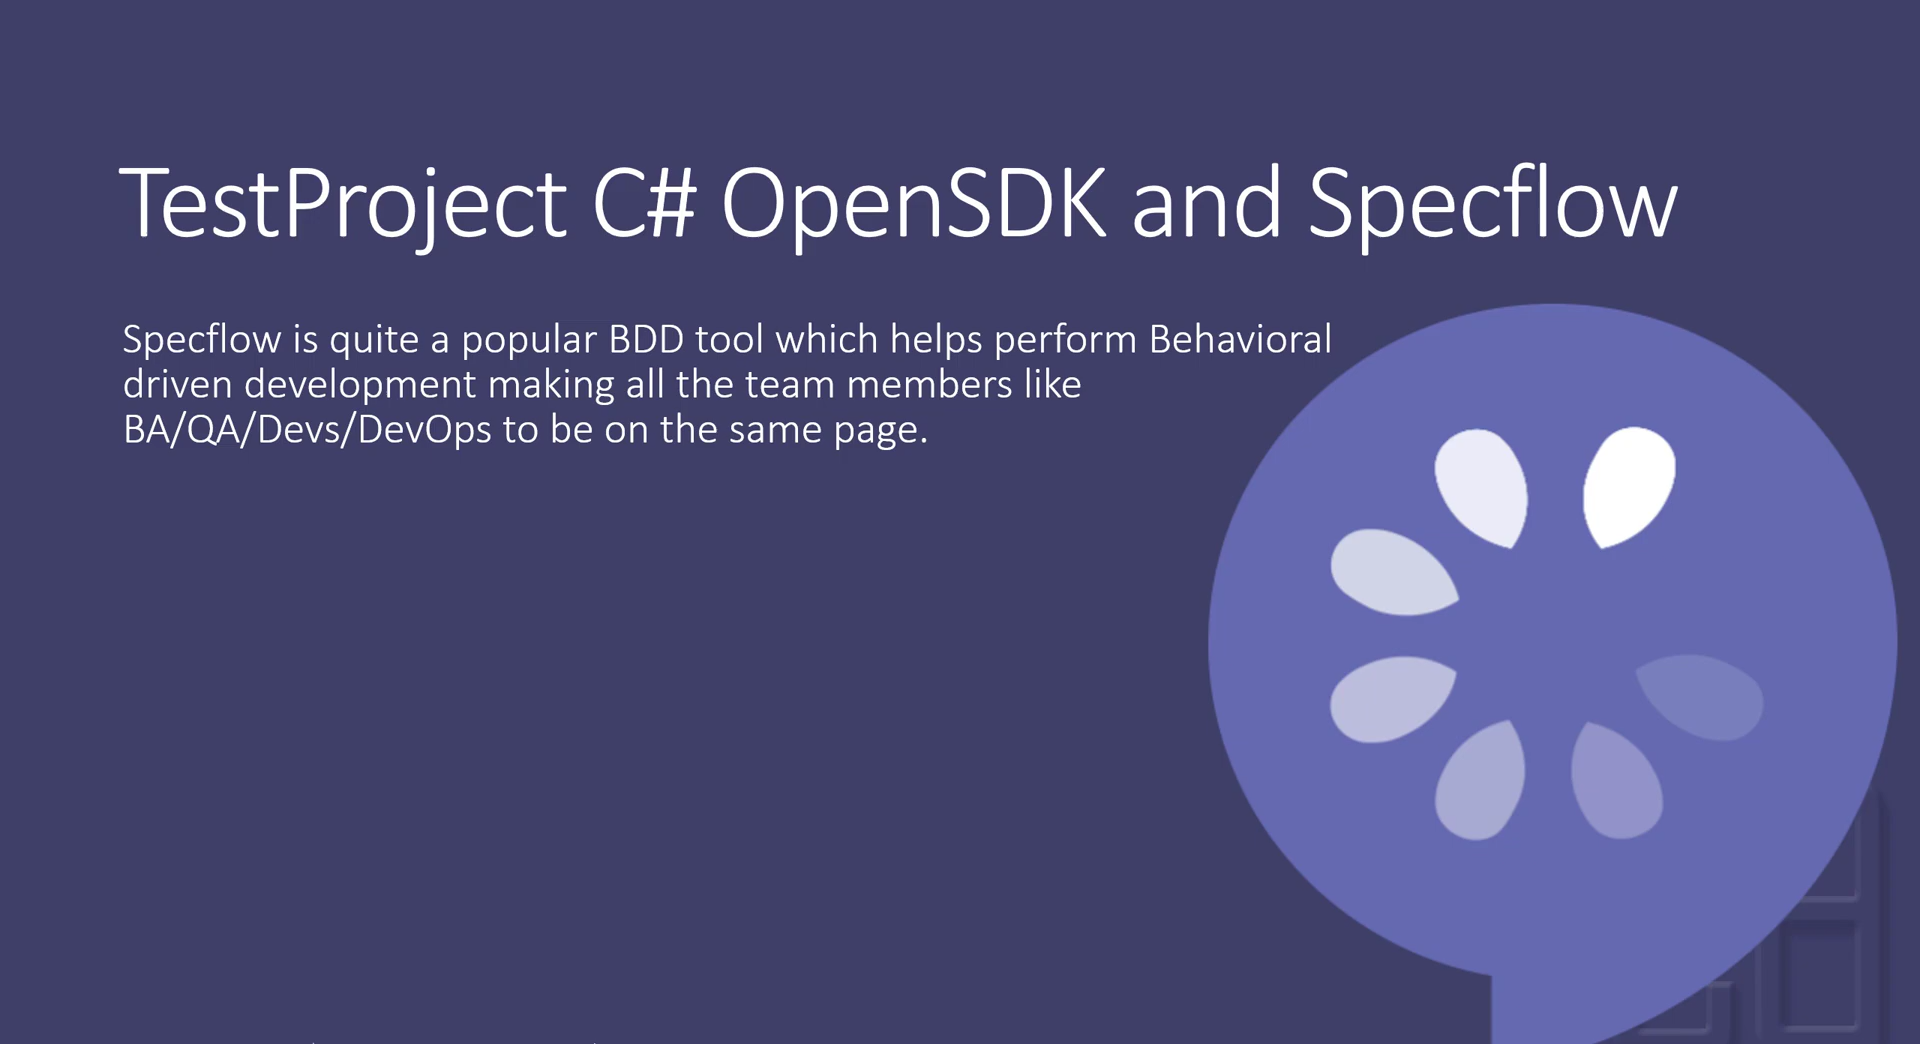 TestProject C# OpenSDK and Specflow
Specflow is quite a popular BDD tool which helps perform Behavioral
driven development making all the team members like
BA/QA/Devs/DevOps to be on the same page.